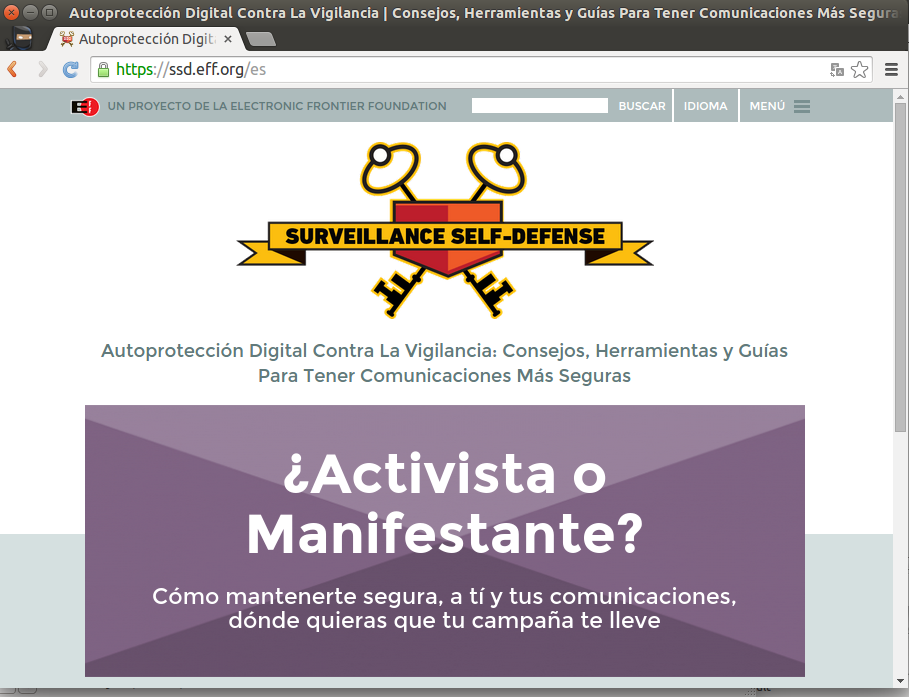 Autoprotección Digital Contra La Vigilancia | Consejos, Herramientas y Guías Para Tener Comunicaciones Más Segura
Autoprotección Digit
https://ssd.eff.org/es
UN PROYECTO DE LA ELECTRONIC FRONTIER FOUNDATION BUSCAR IDIOMA MENÚ
SURVEILLANCE SELF-DEFENSE
Autoprotección Digital Contra La Vigilancia: Consejos, Herramientas y Guías
Para Tener Comunicaciones Más Seguras
¿Activista o
Manifestante?
Cómo mantenerte segura, a tí y tus comunicaciones,
dónde quieras que tu campaña te lleve